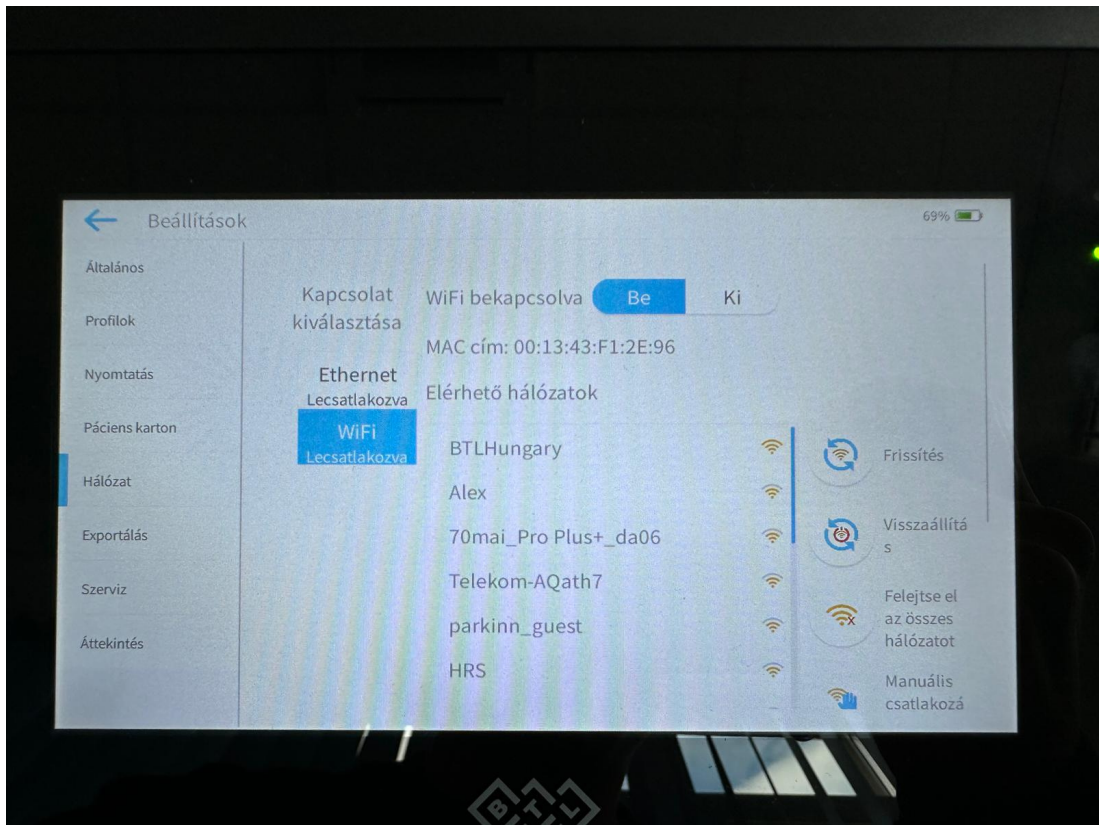 Beállítások
69%
Általános
Profilok
Nyomtatás
Páciens karton
Hálózat
Exportálás
Szerviz
Áttekintés
Kapcsolat
kiválasztása
Ethernet
Lecsatlakozva
WiFi
Lecsatlakozva
WiFi bekapcsolva
Be
Ki
MAC cím: 00:13:43:F1:2E:96
Elérhető hálózatok
BTLHungary
Alex
70mai_Pro Plus+_da06
Telekom-AQath7
parkinn_guest
HRS
Frissítés
Visszaállítá
s
Felejtse el
az összes
hálózatot
Manuális
csatlakozá
BTL